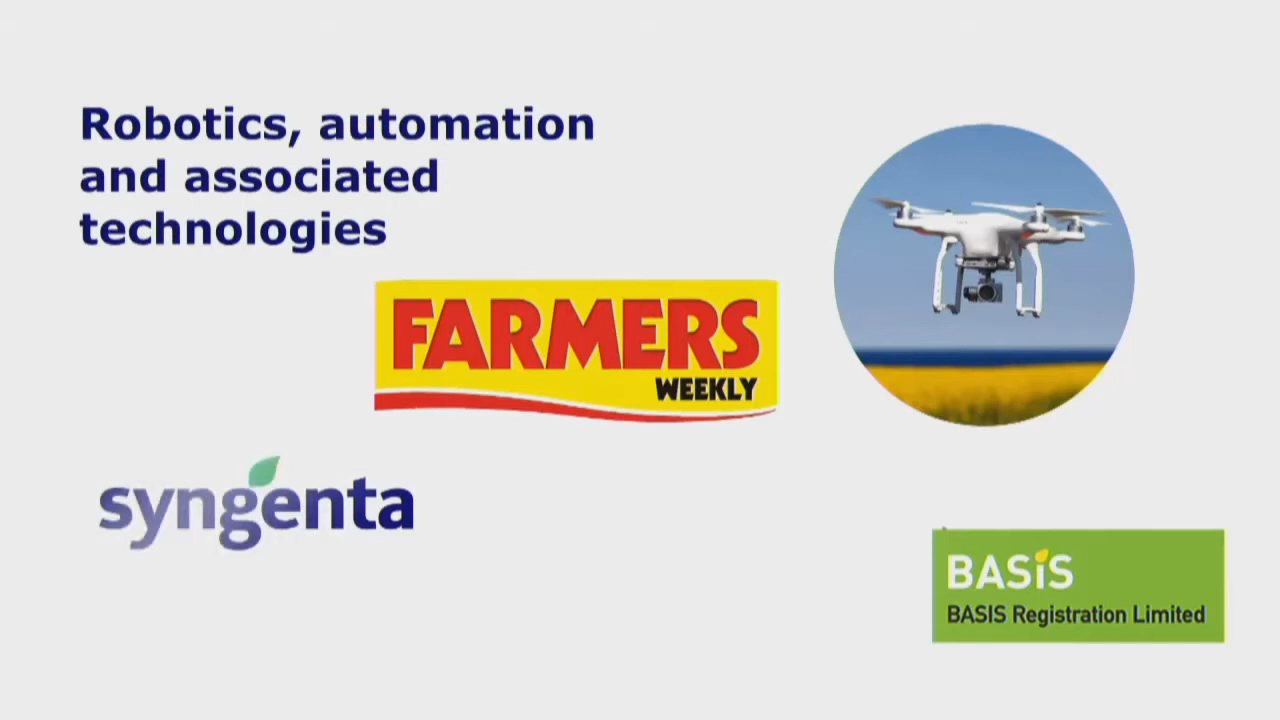 Robotics, automation
and associated
technologies
FARMERS
WEEKLY
syngenta
BASiS
BASIS Registration Limited